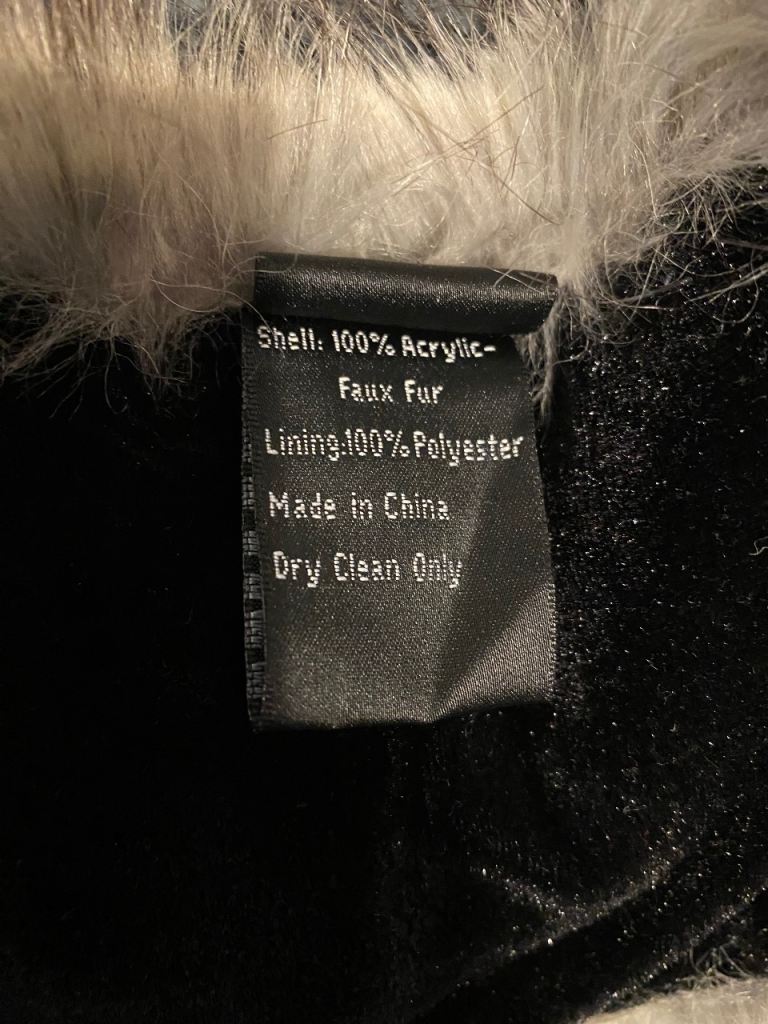 Shell: 100% Acrylic-
Faux Fur
Lining:100% Polyester
Made in China
Dry Clean Only